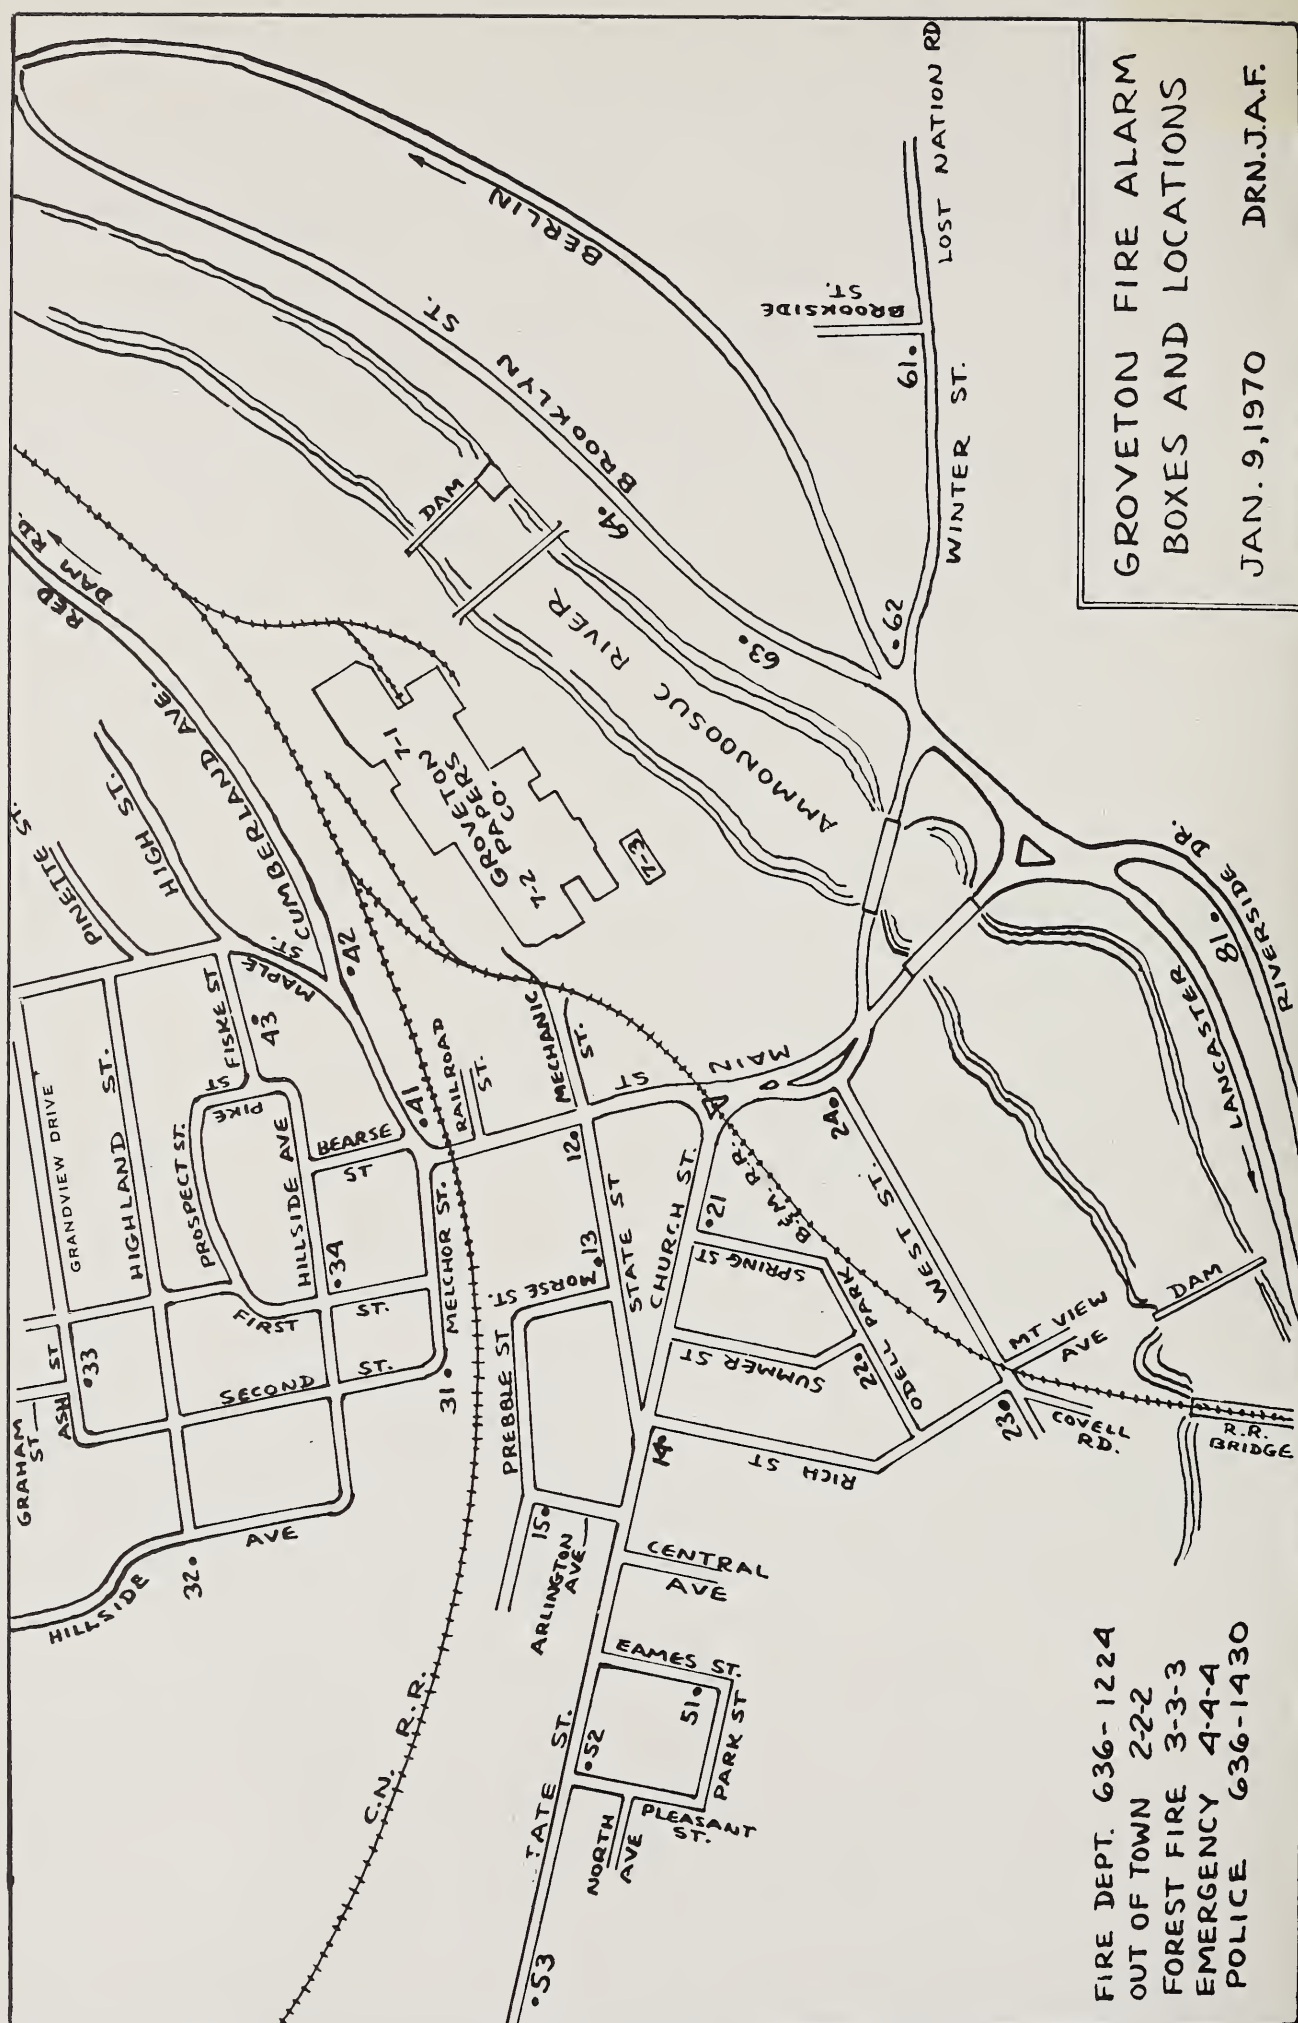 GROVETON FIRE ALARM
BOXES AND LOCATIONS
JAN. 9, 1970 DRN.J.A.F.
FIRE DEPT. 636-1224
OUT OF TOWN 2-2-2
FOREST FIRE 3-3-3
EMERGENCY 4-4-4
POLICE 636-1430
HILLSIDE
AVE
32
GRAHAM
ST
ASH ST
33
GRANDVIEW DRIVE
HIGHLAND ST.
PINETTE ST.
HIGH ST.
RED
DAM RD.
CUMBERLAND AVE.
PROSPECT ST.
PIKE
ST
FISKE ST
43
MAPLE
ST.
42
FIRST
ST.
SECOND
ST.
34
HILLSIDE AVE
BEARSE
ST
41
31
MELCHOR ST.
RAILROAD
ST.
C.N. R.R.
PREBBLE ST
MORSE ST.
13
12
MECHANIC
ST.
GROVETON
PAPERS
CO.
7-1
7-2
7-3
15
ARLINGTON
AVE
STATE ST
CHURCH ST.
MAIN
ST
14
21
B.&M. R.R.
24
SPRING ST
SUMMER ST
ODELL PARK
22
WEST ST.
RICH ST
23
MT VIEW
AVE
COVELL
RD.
R.R.
BRIDGE
DAM
CENTRAL
AVE
EAMES ST.
51
52
PARK ST
PLEASANT
ST.
NORTH
AVE
TATE ST.
53
AMMONOOSUC RIVER
DAM
BROOKLYN ST.
64
63
62
BERLIN
BROOKSIDE
ST.
61
WINTER ST.
LOST NATION RD
LANCASTER
81
RIVERSIDE DR.